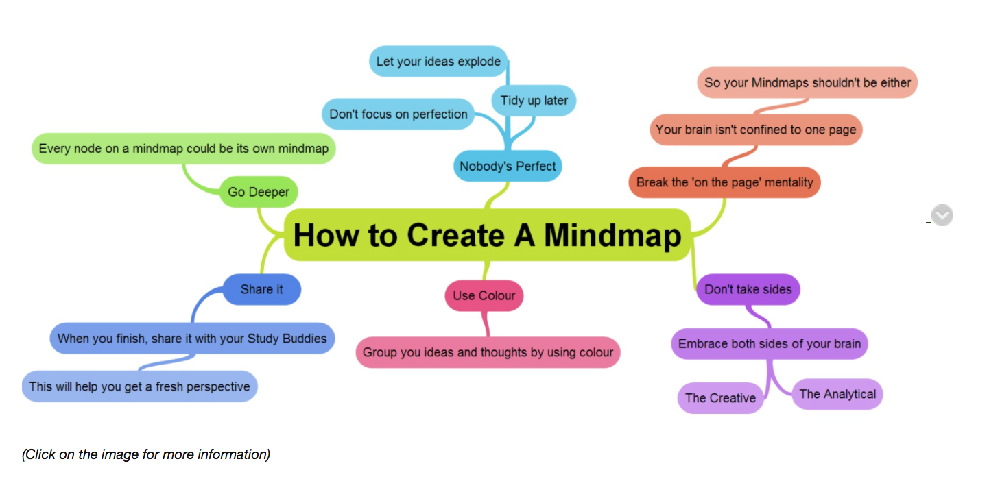 Let your ideas explode
Tidy up later
Don't focus on perfection
Nobody's Perfect
So your Mindmaps shouldn't be either
Your brain isn't confined to one page
Break the 'on the page' mentality
Every node on a mindmap could be its own mindmap
Go Deeper
How to Create A Mindmap
Share it
When you finish, share it with your Study Buddies
This will help you get a fresh perspective
Use Colour
Group you ideas and thoughts by using colour
Don't take sides
Embrace both sides of your brain
The Creative
The Analytical
(Click on the image for more information)